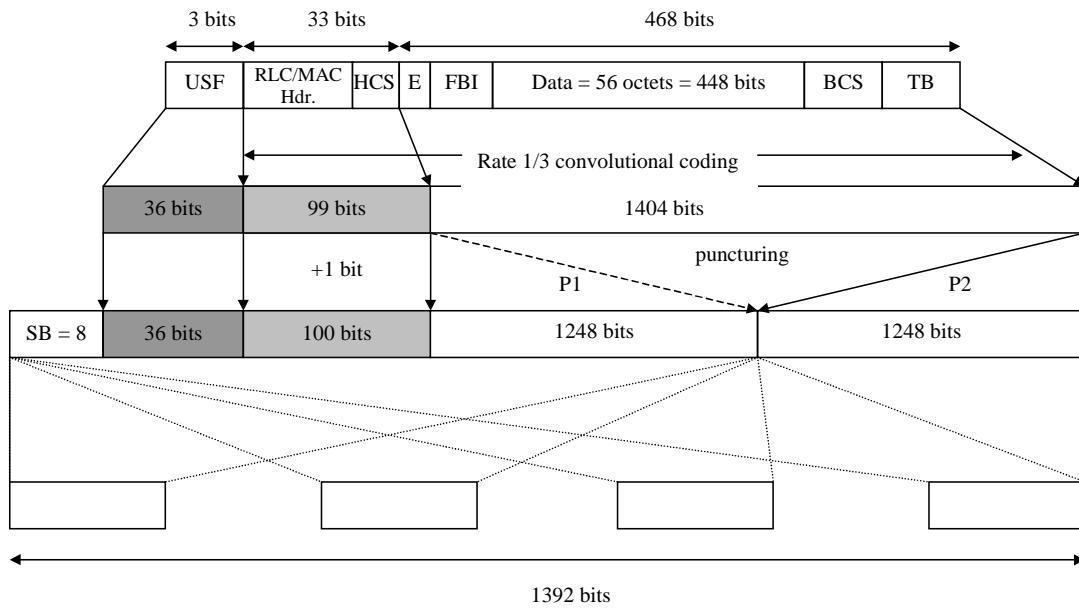 3 bits
33 bits
468 bits
USF
RLC/MAC
Hdr.
HCS
E
FBI
Data = 56 octets = 448 bits
BCS
TB
Rate 1/3 convolutional coding
36 bits
99 bits
1404 bits
+1 bit
puncturing
P1
P2
SB = 8
36 bits
100 bits
1248 bits
1248 bits
1392 bits